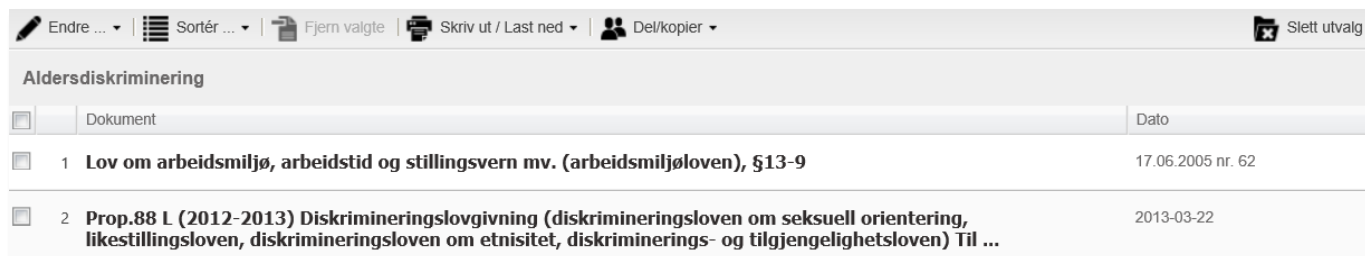 Endre ... Sortér ... Fjern valgte Skriv ut / Last ned Del/kopier Slett utvalg
Aldersdiskriminering
Dokument Dato
1 Lov om arbeidsmiljø, arbeidstid og stillingsvern mv. (arbeidsmiljøloven), §13-9 17.06.2005 nr. 62
2 Prop.88 L (2012-2013) Diskrimineringslovgivning (diskrimineringsloven om seksuell orientering, 2013-03-22
likestillingsloven, diskrimineringsloven om etnisitet, diskriminerings- og tilgjengelighetsloven) Til ...